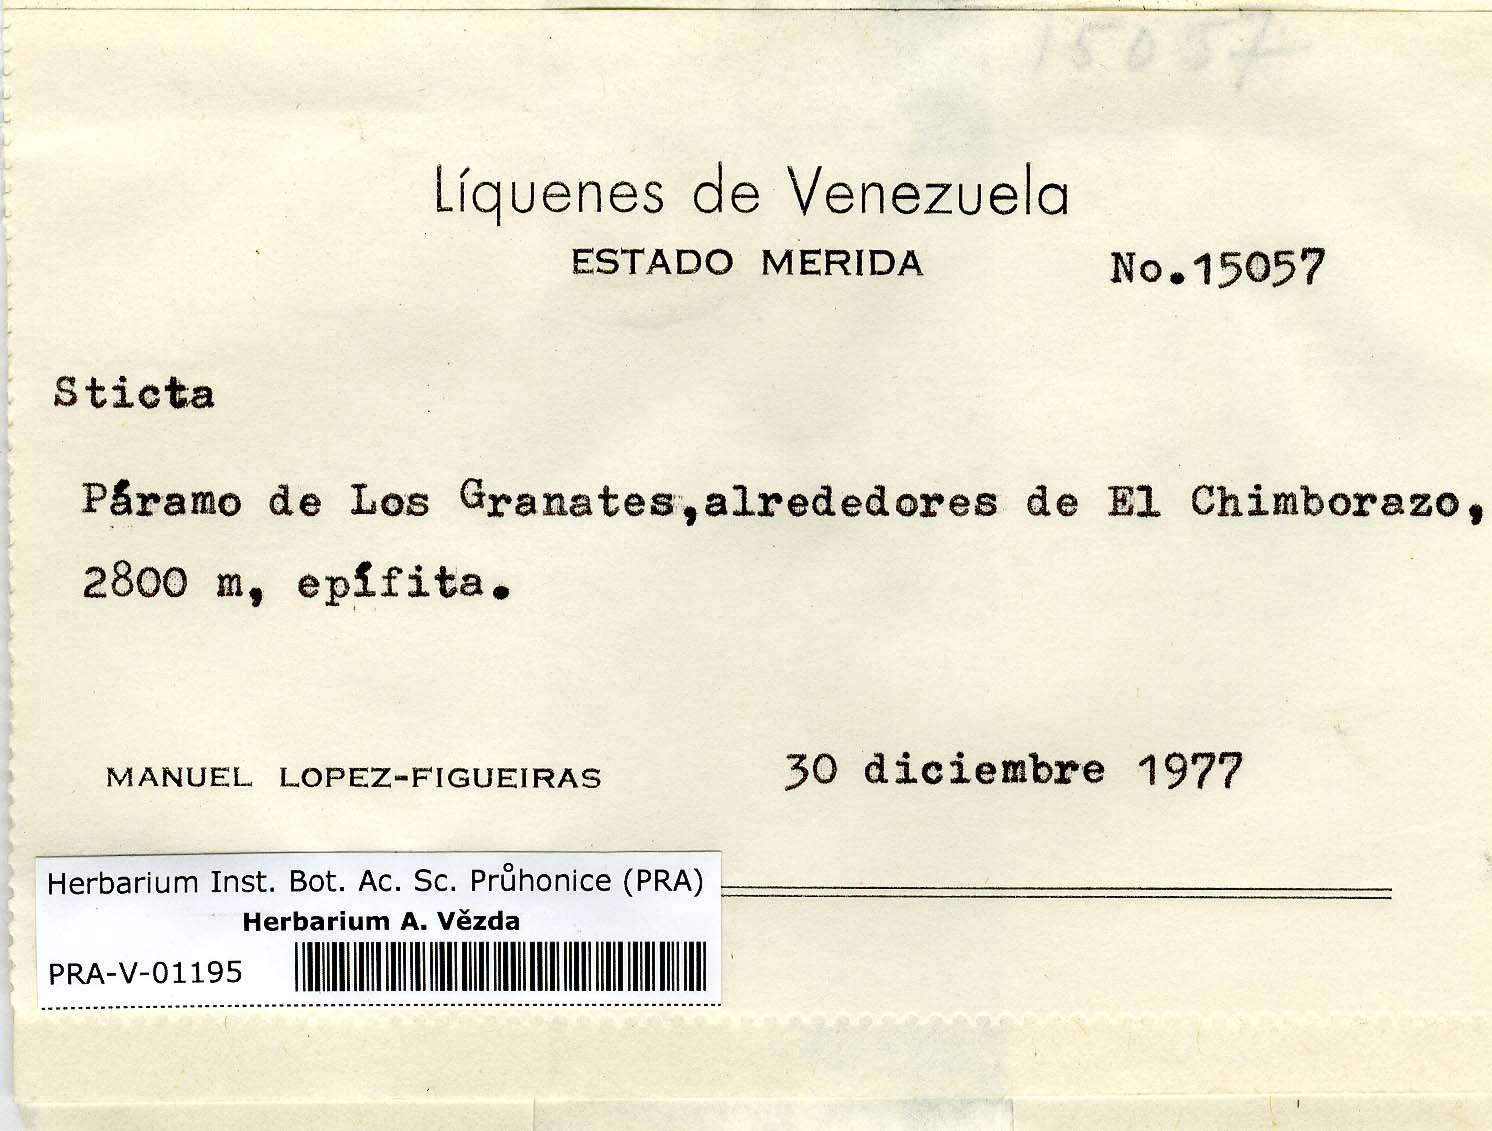 15057
Líquenes de Venezuela
ESTADO MERIDA No.15057
Sticta
Páramo de Los Granates,alrededores de El Chimborazo,
2800 m, epífita.
MANUEL LOPEZ-FIGUEIRAS 30 diciembre 1977
Herbarium Inst. Bot. Ac. Sc. Průhonice (PRA)
Herbarium A. Vězda
PRA-V-01195